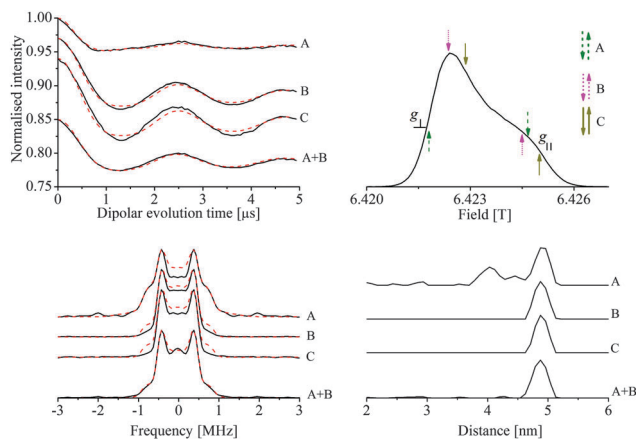 Normalised intensity
1.00
0.95
0.90
0.85
0.80
0.75
0 1 2 3 4 5
Dipolar evolution time [µs]
A
B
C
A+B
g⊥
g||
A
B
C
6.420 6.423 6.426
Field [T]
A
B
C
A+B
-3 -2 -1 0 1 2 3
Frequency [MHz]
A
B
C
A+B
2 3 4 5 6
Distance [nm]